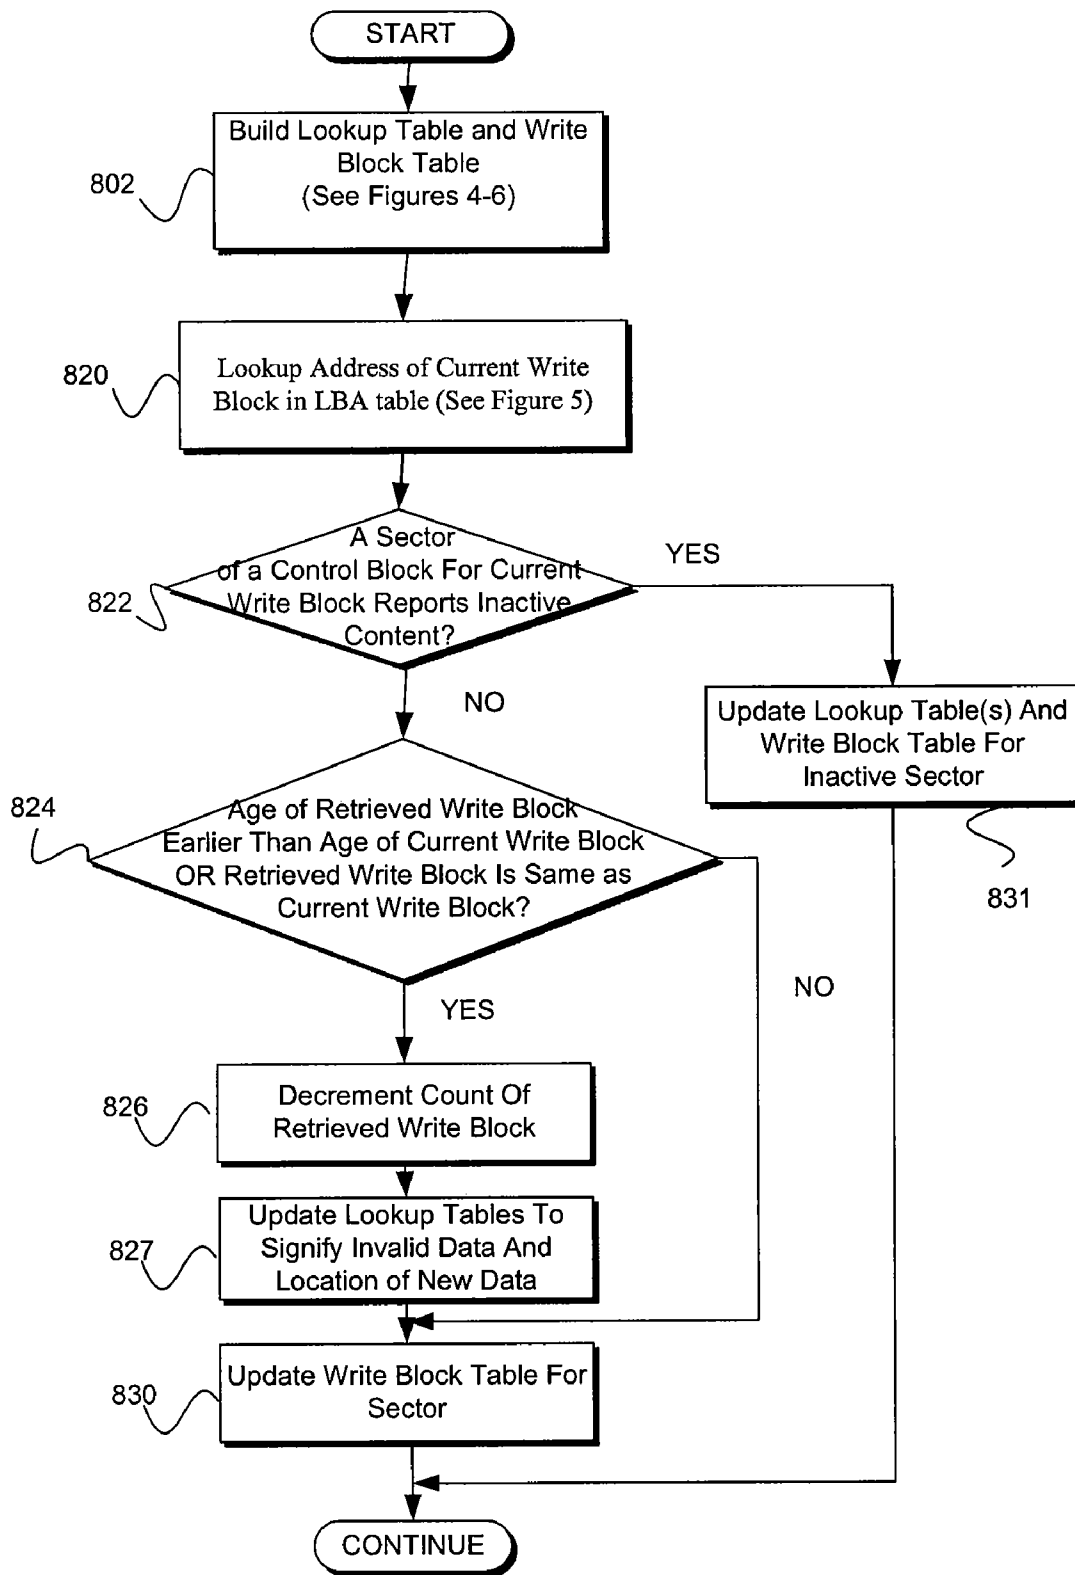 START
Build Lookup Table and Write
Block Table
(See Figures 4-6)
802
Lookup Address of Current Write
Block in LBA table (See Figure 5)
820
A Sector
of a Control Block For Current
Write Block Reports Inactive
Content?
822
YES
NO
Update Lookup Table(s) And
Write Block Table For
Inactive Sector
831
Age of Retrieved Write Block
Earlier Than Age of Current Write Block
OR Retrieved Write Block Is Same as
Current Write Block?
824
NO
YES
Decrement Count Of
Retrieved Write Block
826
Update Lookup Tables To
Signify Invalid Data And
Location of New Data
827
Update Write Block Table For
Sector
830
CONTINUE